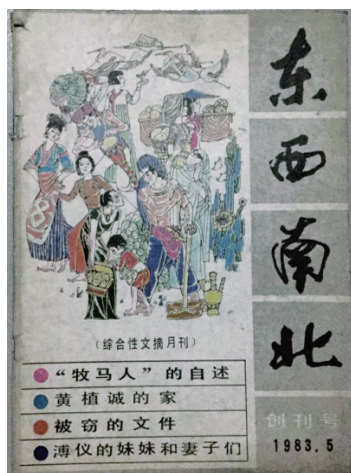 东西南北
(综合性文摘月刊)
“牧马人”的自述
黄植诚的家
被窃的文件
溥仪的妹妹和妻子们
创刊号
1983.5